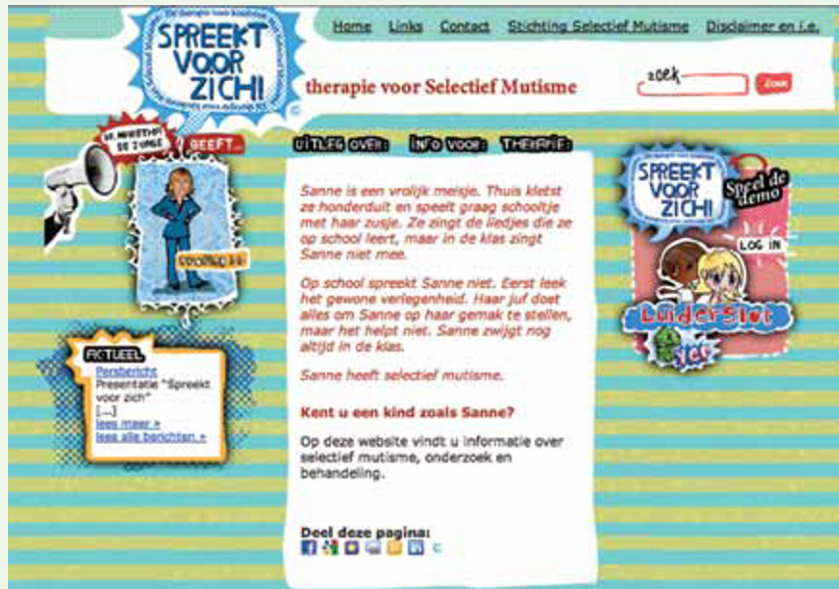 SPREEKT
VOOR
ZICH!
Home Links Contact Stichting Selectief Mutisme Disclaimer en i.e.
therapie voor Selectief Mutisme
zoek
Zoek
GEEFT...
UITLEG OVER: INFO VOOR: THERAPIE:
Sanne is een vrolijk meisje. Thuis kletst
ze honderduit en speelt graag schooltje
met haar zusje. Ze zingt de liedjes die ze
op school leert, maar in de klas zingt
Sanne niet mee.
Op school spreekt Sanne niet. Eerst leek
het gewone verlegenheid. Haar juf doet
alles om Sanne op haar gemak te stellen,
maar het helpt niet. Sanne zwijgt nog
altijd in de klas.
Sanne heeft selectief mutisme.
Kent u een kind zoals Sanne?
Op deze website vindt u informatie over
selectief mutisme, onderzoek en
behandeling.
Deel deze pagina:
ACTUEEL
Persbericht
Presentatie "Spreekt
voor zich"
[...]
lees meer »
lees alle berichten »
SPREEKT
VOOR
ZICH!
Speel de
demo
LOG IN
Luiderslot